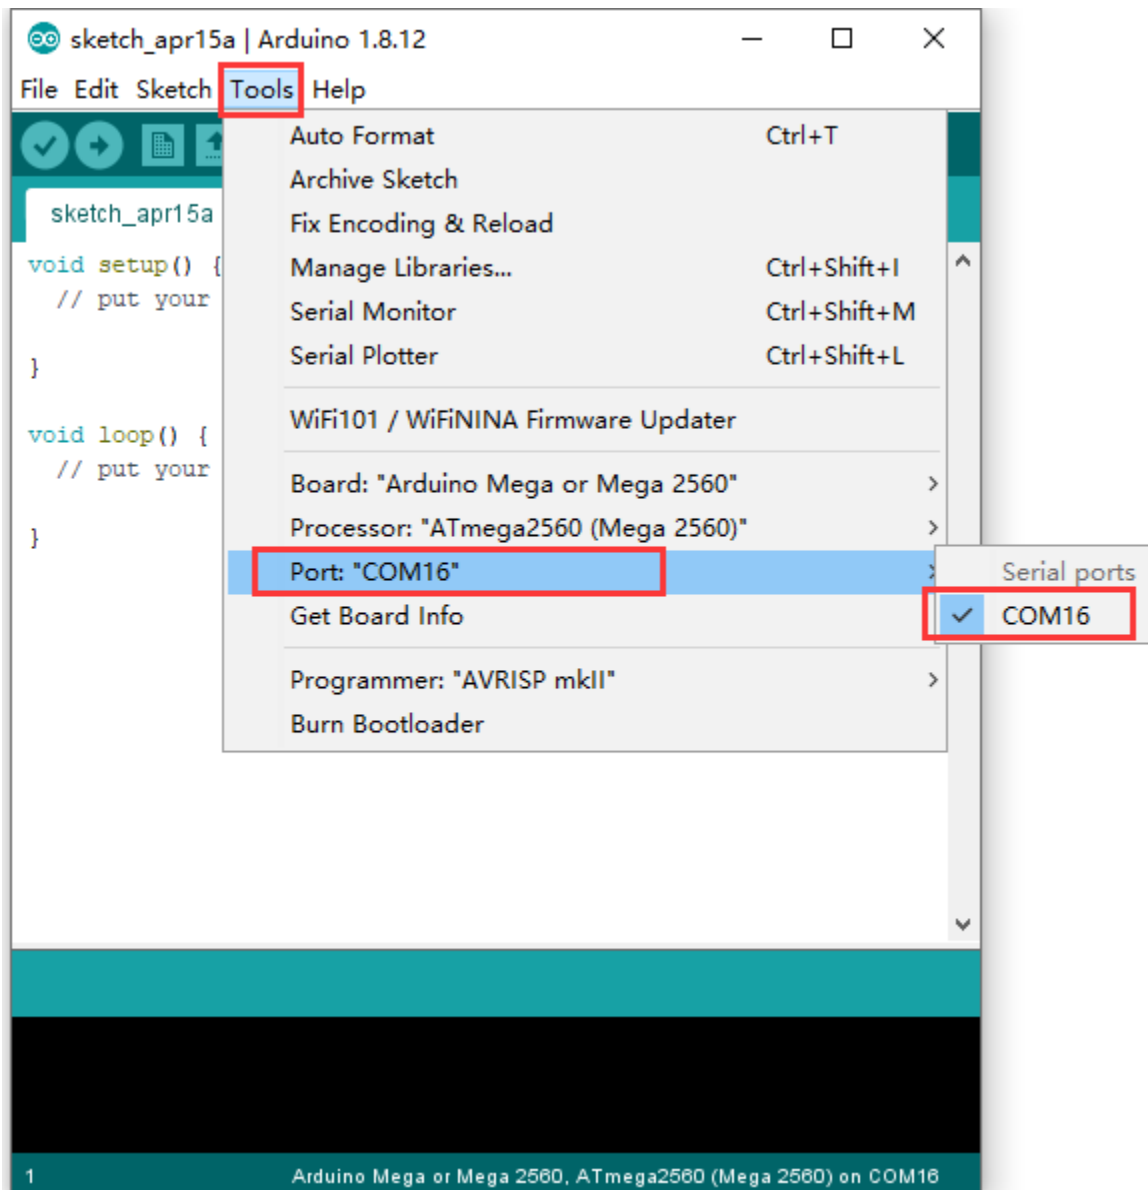 sketch_apr15a | Arduino 1.8.12
File Edit Sketch Tools Help
Auto Format Ctrl+T
Archive Sketch
Fix Encoding & Reload
Manage Libraries... Ctrl+Shift+I
Serial Monitor Ctrl+Shift+M
Serial Plotter Ctrl+Shift+L
WiFi101 / WiFiNINA Firmware Updater
Board: "Arduino Mega or Mega 2560"
Processor: "ATmega2560 (Mega 2560)"
Port: "COM16"
Get Board Info
Programmer: "AVRISP mkII"
Burn Bootloader
Serial ports
COM16
sketch_apr15a
void setup() {
// put your
}
void loop() {
// put your
}
1 Arduino Mega or Mega 2560, ATmega2560 (Mega 2560) on COM16